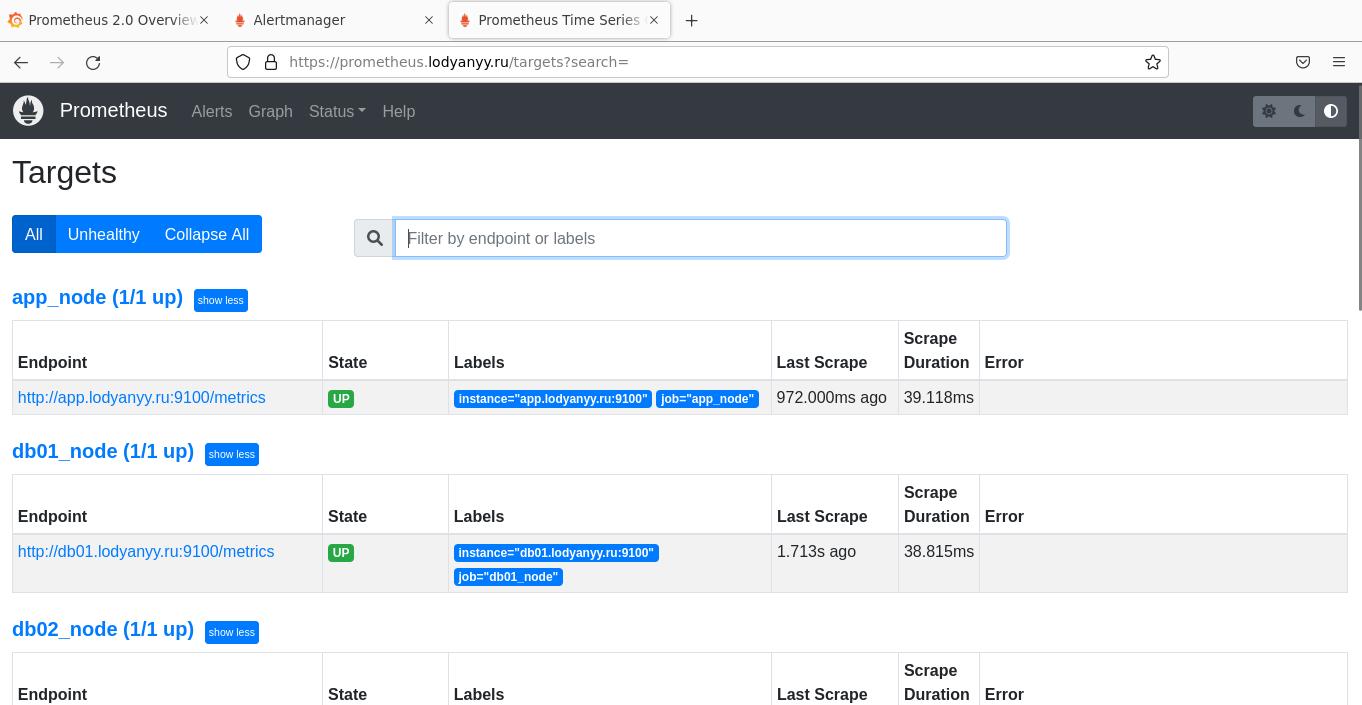 Prometheus 2.0 Overview
Alertmanager
Prometheus Time Series
https://prometheus.lodyanyy.ru/targets?search=
Prometheus Alerts Graph Status Help
Targets
All Unhealthy Collapse All
Filter by endpoint or labels
app_node (1/1 up) show less
Endpoint State Labels Last Scrape Scrape Duration Error
http://app.lodyanyy.ru:9100/metrics UP instance="app.lodyanyy.ru:9100" job="app_node" 972.000ms ago 39.118ms
db01_node (1/1 up) show less
Endpoint State Labels Last Scrape Scrape Duration Error
http://db01.lodyanyy.ru:9100/metrics UP instance="db01.lodyanyy.ru:9100" 1.713s ago 38.815ms
job="db01_node"
db02_node (1/1 up) show less
Endpoint State Labels Last Scrape Scrape Duration Error